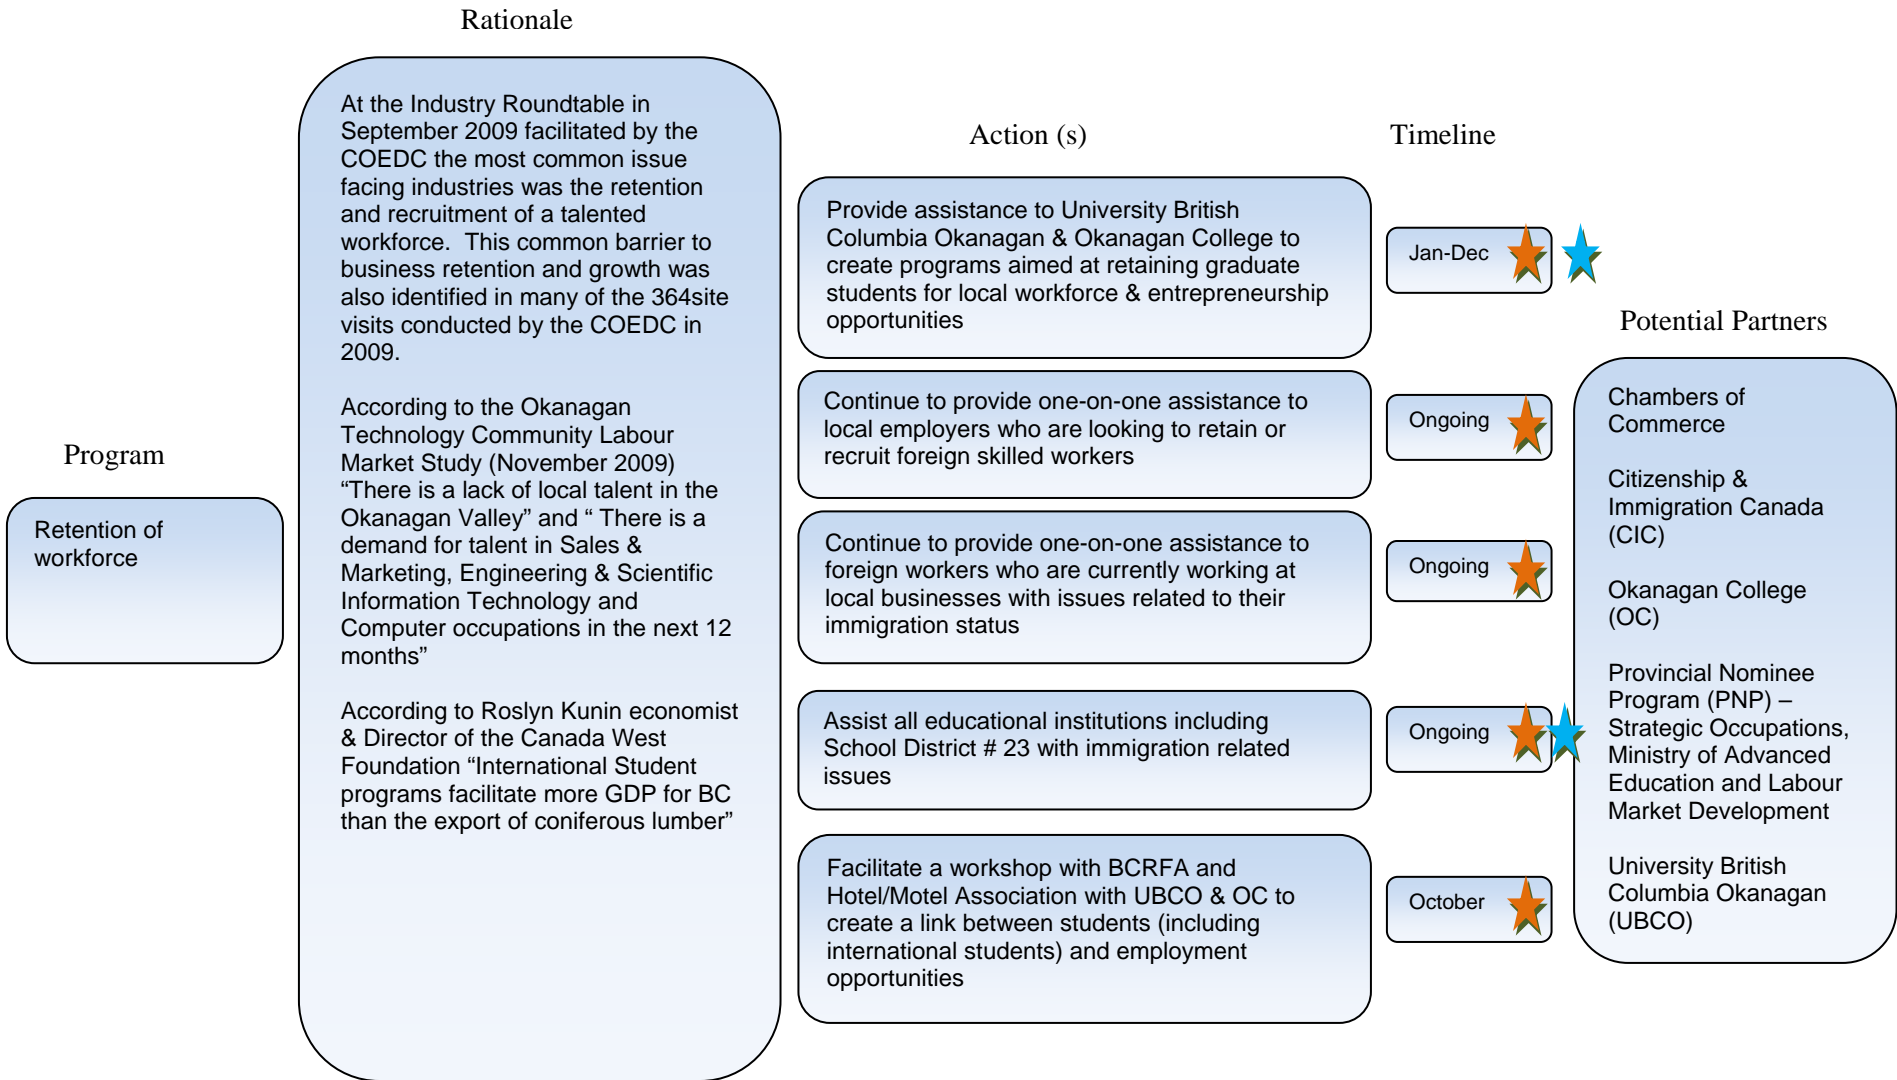 Rationale
At the Industry Roundtable in
September 2009 facilitated by the
COEDC the most common issue
facing industries was the retention
and recruitment of a talented
workforce.  This common barrier to
business retention and growth was
also identified in many of the 364site
visits conducted by the COEDC in
2009.
According to the Okanagan
Technology Community Labour
Market Study (November 2009)
“There is a lack of local talent in the
Okanagan Valley” and “ There is a
demand for talent in Sales &
Marketing, Engineering & Scientific
Information Technology and
Computer occupations in the next 12
months”
According to Roslyn Kunin economist
& Director of the Canada West
Foundation “International Student
programs facilitate more GDP for BC
than the export of coniferous lumber”
Program
Retention of
workforce
Action (s)
Provide assistance to University British
Columbia Okanagan & Okanagan College to
create programs aimed at retaining graduate
students for local workforce & entrepreneurship
opportunities
Continue to provide one-on-one assistance to
local employers who are looking to retain or
recruit foreign skilled workers
Continue to provide one-on-one assistance to
foreign workers who are currently working at
local businesses with issues related to their
immigration status
Assist all educational institutions including
School District # 23 with immigration related
issues
Facilitate a workshop with BCRFA and
Hotel/Motel Association with UBCO & OC to
create a link between students (including
international students) and employment
opportunities
Timeline
Jan-Dec
Ongoing
Ongoing
Ongoing
October
Potential Partners
Chambers of
Commerce
Citizenship &
Immigration Canada
(CIC)
Okanagan College
(OC)
Provincial Nominee
Program (PNP) –
Strategic Occupations,
Ministry of Advanced
Education and Labour
Market Development
University British
Columbia Okanagan
(UBCO)